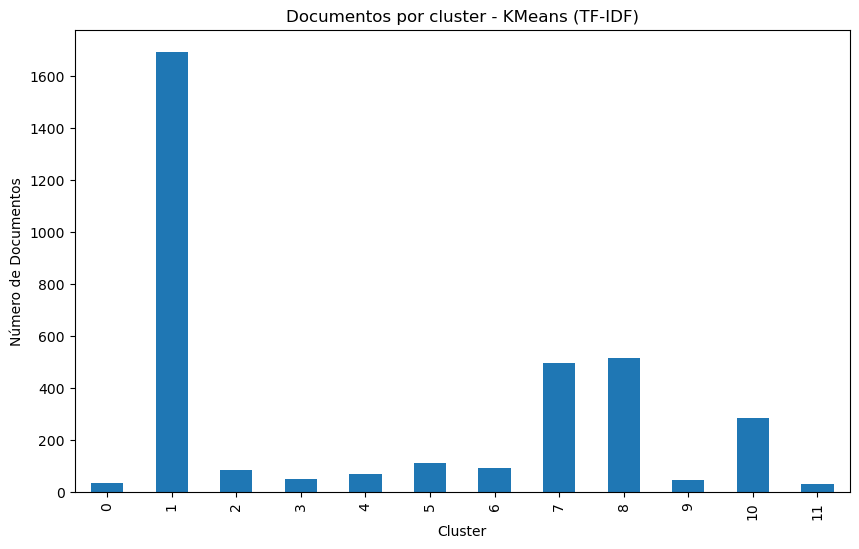 Documentos por cluster - KMeans (TF-IDF)
Número de Documentos
1600
1400
1200
1000
800
600
400
200
0
0 1 2 3 4 5 6 7 8 9 10 11
Cluster